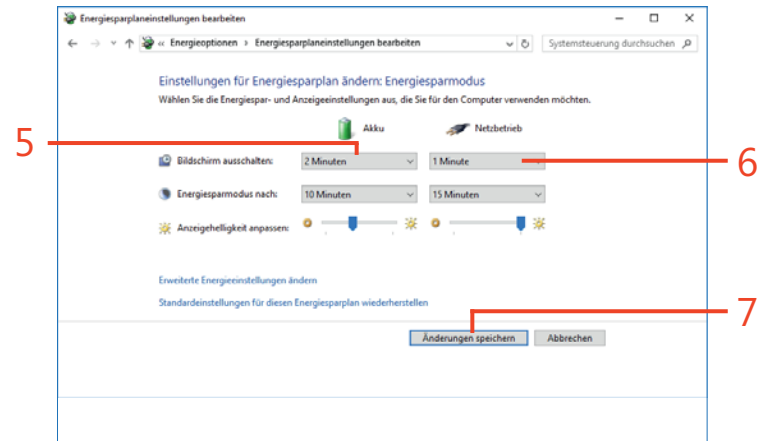 Energiesparplaneinstellungen bearbeiten
« Energieoptionen › Energiesparplaneinstellungen bearbeiten
Systemsteuerung durchsuchen
Einstellungen für Energiesparplan ändern: Energiesparmodus
Wählen Sie die Energiespar- und Anzeigeeinstellungen aus, die Sie für den Computer verwenden möchten.
Akku Netzbetrieb
5
Bildschirm ausschalten: 2 Minuten 1 Minute
6
Energiesparmodus nach: 10 Minuten 15 Minuten
Anzeigehelligkeit anpassen:
Erweiterte Energieeinstellungen ändern
Standardeinstellungen für diesen Energiesparplan wiederherstellen
7
Änderungen speichern Abbrechen